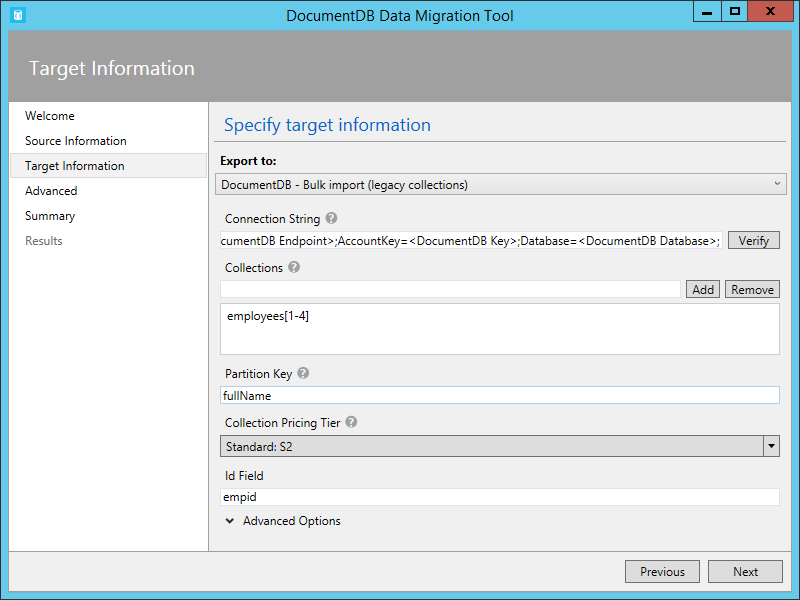 DocumentDB Data Migration Tool
Target Information
Welcome
Source Information
Target Information
Advanced
Summary
Results
Specify target information
Export to:
DocumentDB - Bulk import (legacy collections)
Connection String ?
cumentDB Endpoint>;AccountKey=<DocumentDB Key>;Database=<DocumentDB Database>;
Verify
Collections ?
Add Remove
employees[1-4]
Partition Key ?
fullName
Collection Pricing Tier ?
Standard: S2
Id Field
empid
Advanced Options
Previous Next